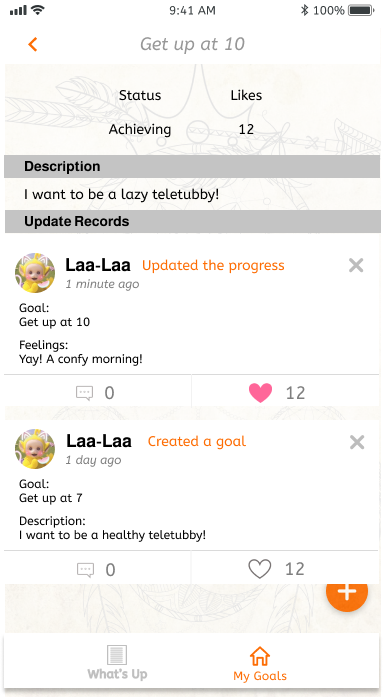 9:41 AM 100%
Get up at 10
Status Likes
Achieving 12
Description
I want to be a lazy teletubby!
Update Records
Laa-Laa Updated the progress
1 minute ago
Goal:
Get up at 10
Feelings:
Yay! A confy morning!
0 12
Laa-Laa Created a goal
1 day ago
Goal:
Get up at 7
Description:
I want to be a healthy teletubby!
0 12
What's Up My Goals